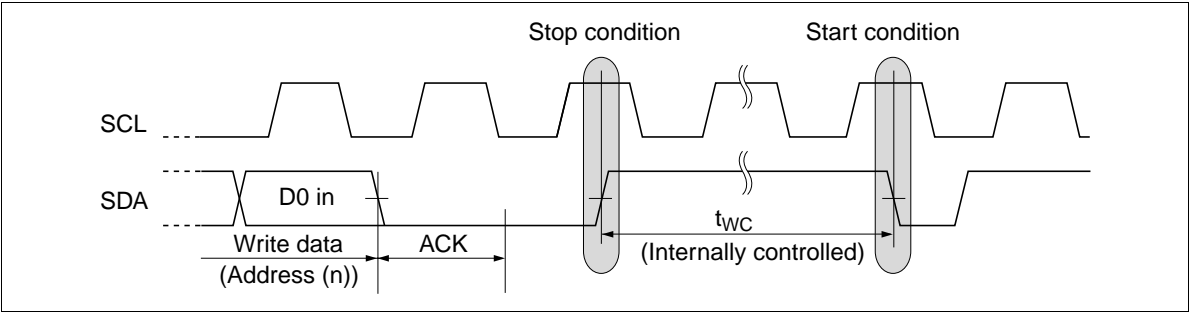 Stop condition
Start condition
SCL
SDA
D0 in
Write data
(Address (n))
ACK
tWC
(Internally controlled)